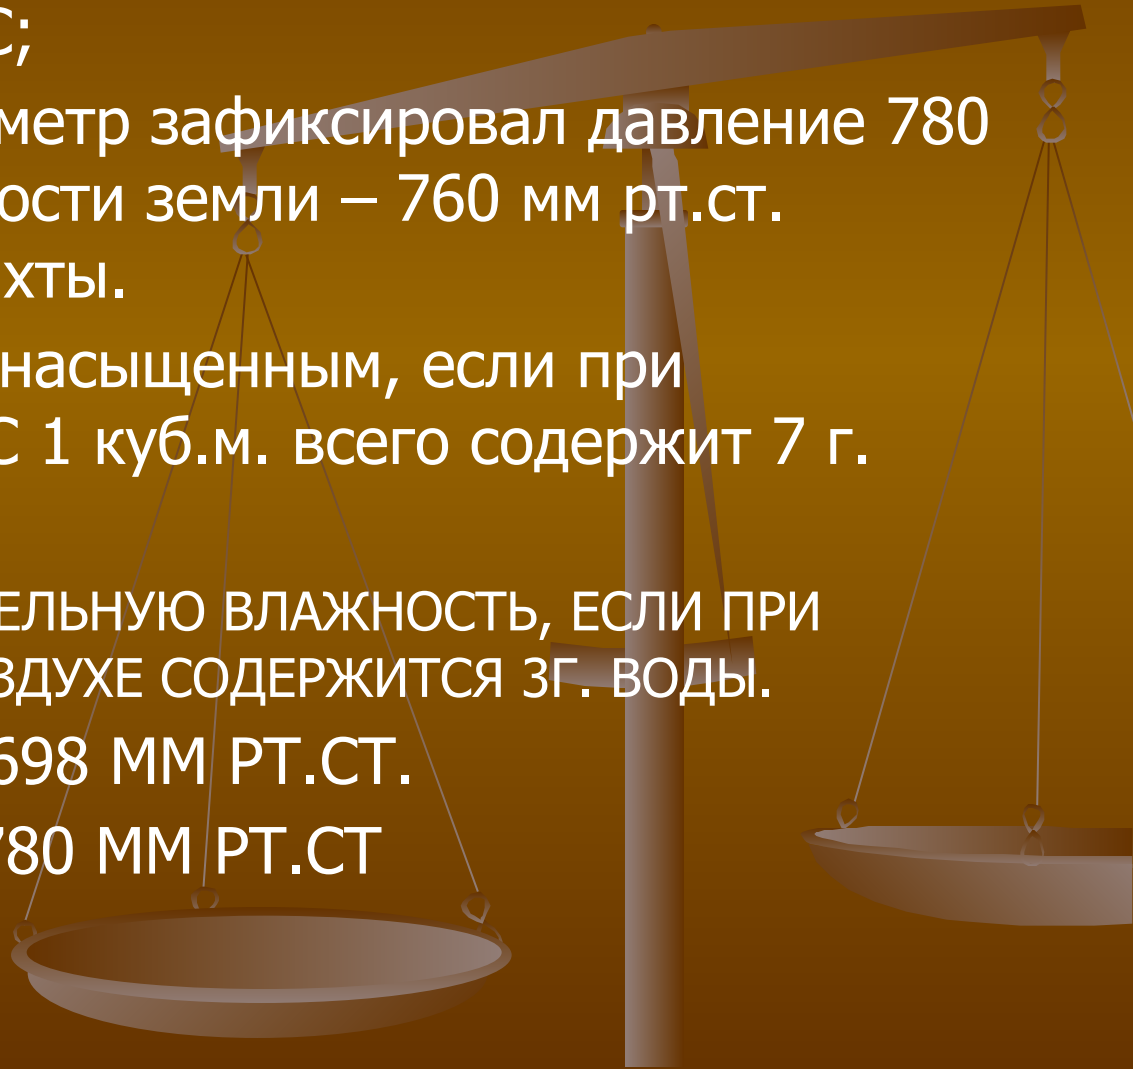 С;
метр зафиксировал давление 780
ости земли – 760 мм рт.ст.
хты.
насыщенным, если при
С 1 куб.м. всего содержит 7 г.
ЕЛЬНУЮ ВЛАЖНОСТЬ, ЕСЛИ ПРИ
ЗДУХЕ СОДЕРЖИТСЯ 3Г. ВОДЫ.
698 ММ РТ.СТ.
780 ММ РТ.СТ